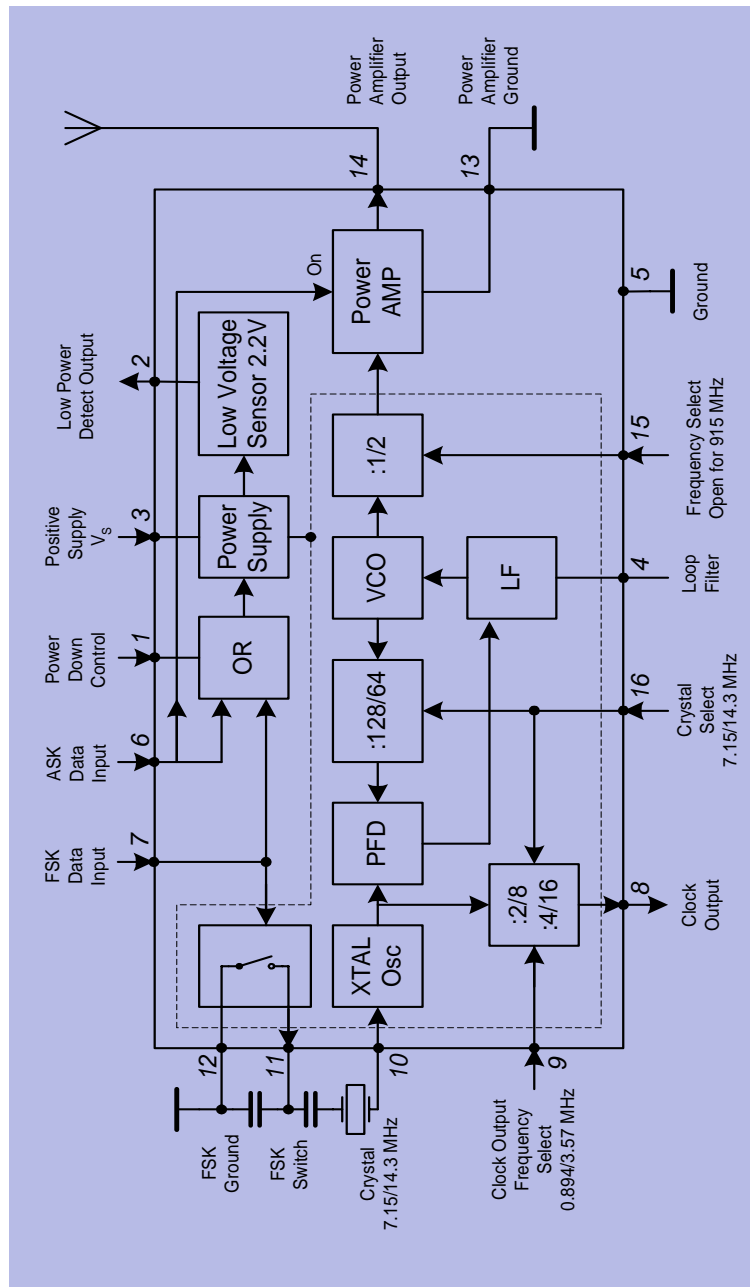 FSK
Data
Input
7
ASK
Data
Input
6
Power
Down
Control
1
Positive
Supply
VS
3
Low Power
Detect Output
2
OR
Power
Supply
Low Voltage
Sensor 2.2V
On
Power
Amplifier
Output
14
Power
Amplifier
Ground
13
FSK
Ground
12
FSK
Switch
11
Crystal
7.15/14.3 MHz
10
XTAL
Osc
PFD
:128/64
VCO
:1/2
Power
AMP
LF
:2/8
:4/16
Clock Output
Frequency
Select
0.894/3.57 MHz
9
8
Clock
Output
16
Crystal
Select
7.15/14.3 MHz
4
Loop
Filter
15
Frequency Select
Open for 915 MHz
5
Ground